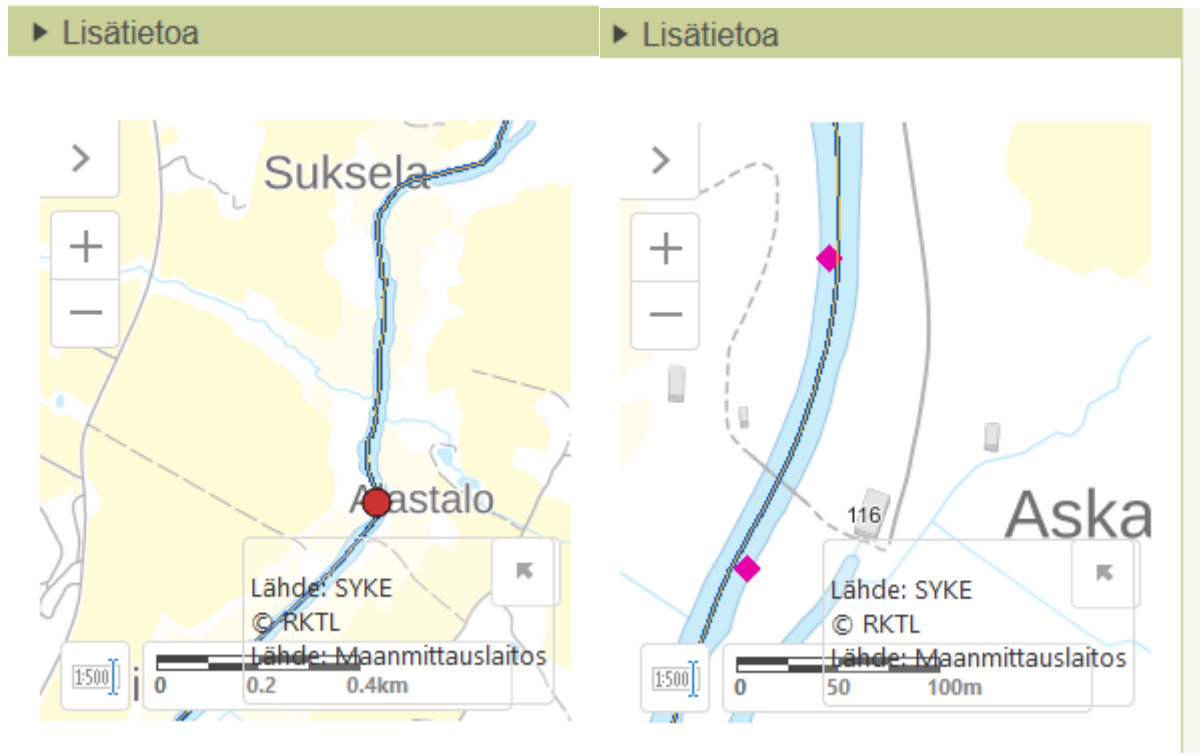 Lisätietoa
Suksela
Alastalo
Lähde: SYKE
© RKTL
Lähde: Maanmittauslaitos
1:500
0 0.2 0.4km
Lisätietoa
116
Aska
Lähde: SYKE
© RKTL
Lähde: Maanmittauslaitos
1:500
0 50 100m